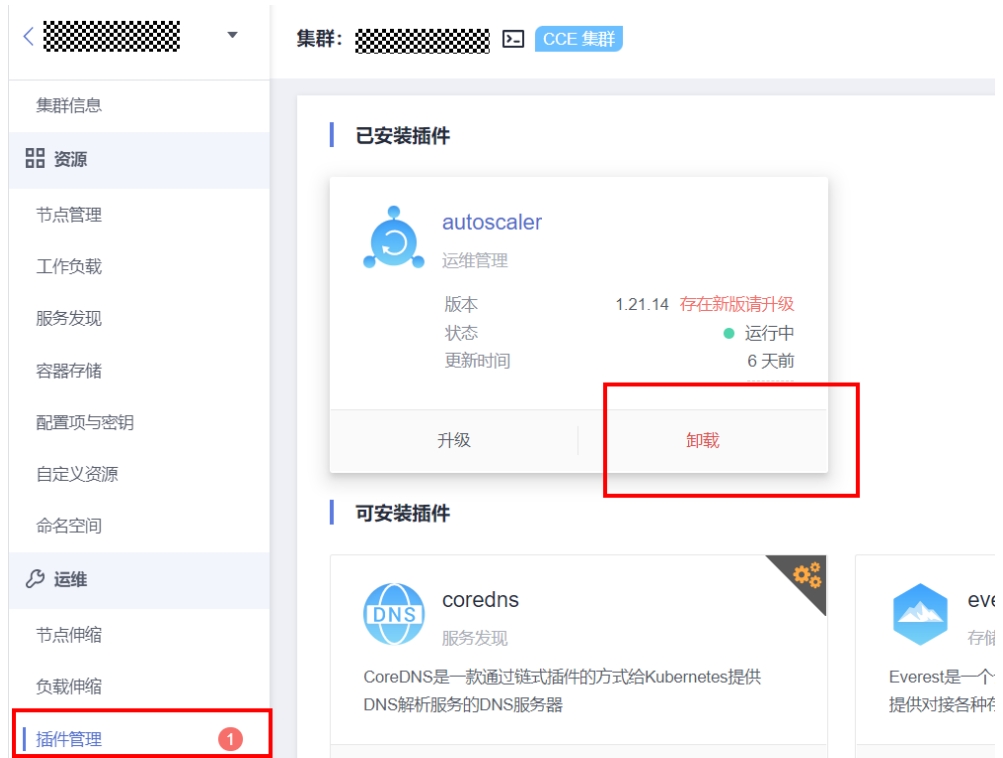 集群：
CCE 集群
集群信息
资源
节点管理
工作负载
服务发现
容器存储
配置项与密钥
自定义资源
命名空间
运维
节点伸缩
负载伸缩
插件管理
1
已安装插件
autoscaler
运维管理
版本
1.21.14 存在新版请升级
状态
运行中
更新时间
6 天前
升级
卸载
可安装插件
DNS
coredns
服务发现
CoreDNS是一款通过链式插件的方式给Kubernetes提供
DNS解析服务的DNS服务器
eve
存储
Everest是一个
提供对接各种存